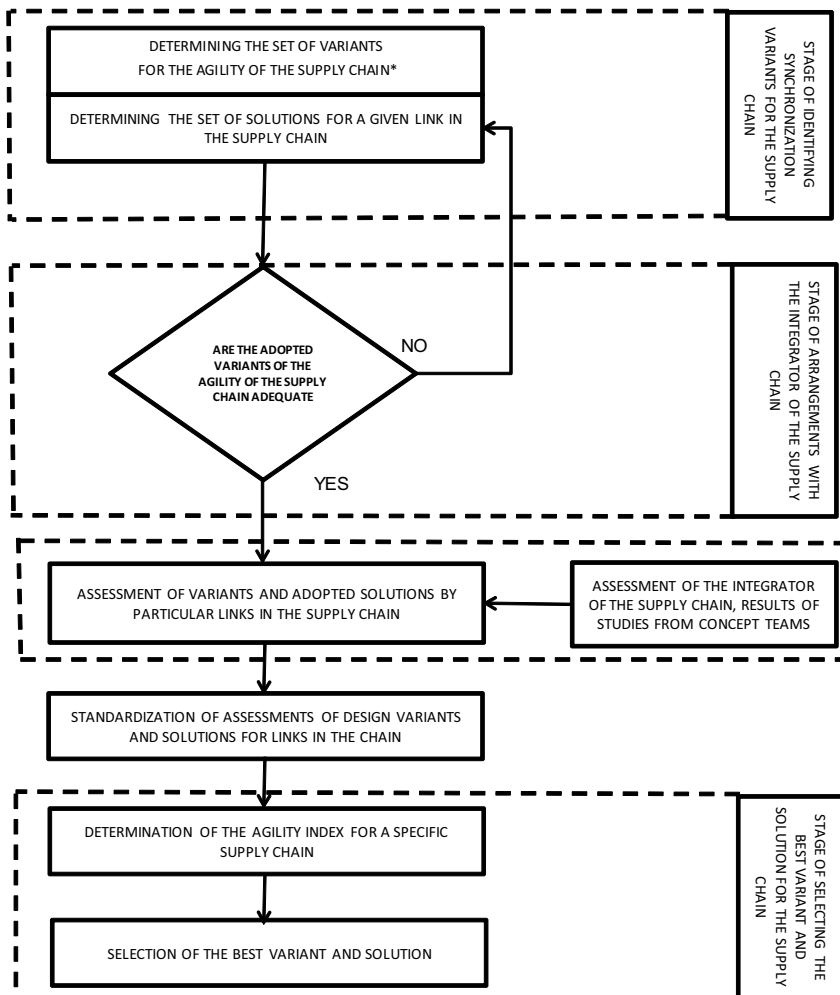 DETERMINING THE SET OF VARIANTS
FOR THE AGILITY OF THE SUPPLY CHAIN*
DETERMINING THE SET OF SOLUTIONS FOR A GIVEN LINK IN
THE SUPPLY CHAIN
STAGE OF IDENTIFYING
SYNCHRONIZATION
VARIANTS FOR THE SUPPLY
CHAIN
ARE THE ADOPTED
VARIANTS OF THE
AGILITY OF THE SUPPLY
CHAIN ADEQUATE
NO
YES
STAGE OF ARRANGEMENTS WITH
THE INTEGRATOR OF THE SUPPLY
CHAIN
ASSESSMENT OF VARIANTS AND ADOPTED SOLUTIONS BY
PARTICULAR LINKS IN THE SUPPLY CHAIN
ASSESSMENT OF THE INTEGRATOR
OF THE SUPPLY CHAIN, RESULTS OF
STUDIES FROM CONCEPT TEAMS
STANDARDIZATION OF ASSESSMENTS OF DESIGN VARIANTS
AND SOLUTIONS FOR LINKS IN THE CHAIN
DETERMINATION OF THE AGILITY INDEX FOR A SPECIFIC
SUPPLY CHAIN
SELECTION OF THE BEST VARIANT AND SOLUTION
STAGE OF SELECTING THE
BEST VARIANT AND
SOLUTION FOR THE SUPPLY
CHAIN